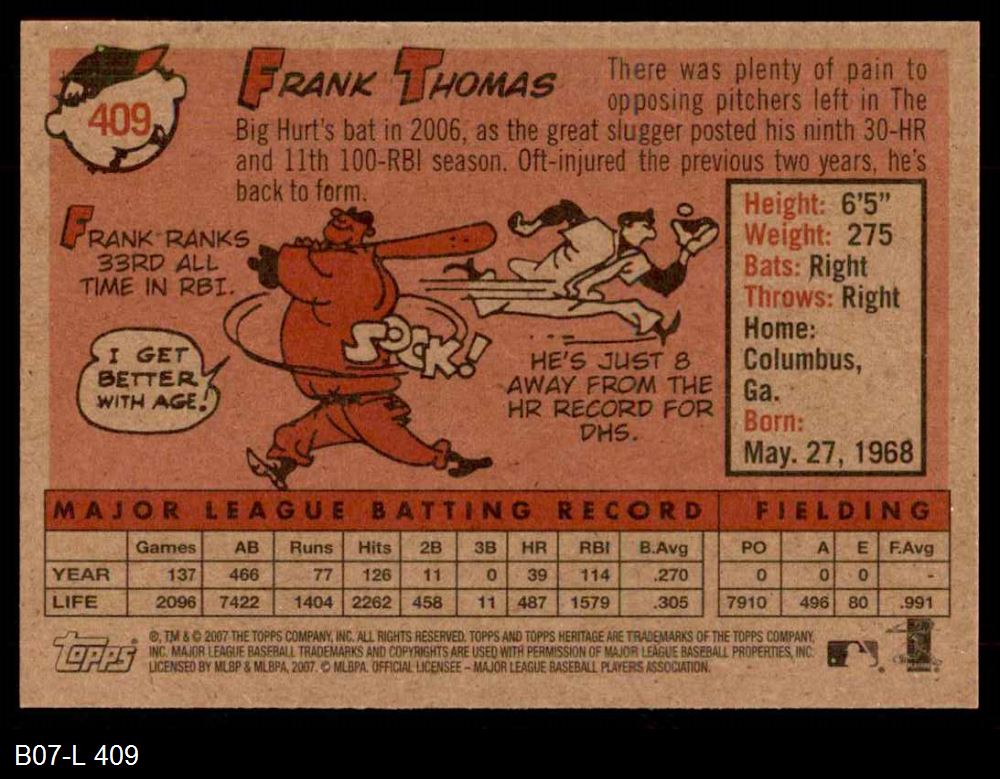 409
FRANK THOMAS
There was plenty of pain to
opposing pitchers left in The
Big Hurt's bat in 2006, as the great slugger posted his ninth 30-HR
and 11th 100-RBI season. Oft-injured the previous two years, he's
back to form.
FRANK RANKS
33RD ALL
TIME IN RBI.
I GET
BETTER
WITH AGE!
SOCK!
HE'S JUST 8
AWAY FROM THE
HR RECORD FOR
DHS.
Height: 6'5"
Weight: 275
Bats: Right
Throws: Right
Home:
Columbus,
Ga.
Born:
May. 27, 1968
MAJOR LEAGUE BATTING RECORD FIELDING
Games AB Runs Hits 2B 3B HR RBI B.Avg PO A E F.Avg
YEAR 137 466 77 126 11 0 39 114 .270 0 0 0 -
LIFE 2096 7422 1404 2262 458 11 487 1579 .305 7910 496 80 .991
Topps
®, TM & © 2007 THE TOPPS COMPANY, INC. ALL RIGHTS RESERVED. TOPPS AND TOPPS HERITAGE ARE TRADEMARKS OF THE TOPPS COMPANY,
INC. MAJOR LEAGUE BASEBALL TRADEMARKS AND COPYRIGHTS ARE USED WITH PERMISSION OF MAJOR LEAGUE BASEBALL PROPERTIES, INC.
LICENSED BY MLBP & MLBPA, 2007. © MLBPA. OFFICIAL LICENSEE – MAJOR LEAGUE BASEBALL PLAYERS ASSOCIATION.
B07-L 409